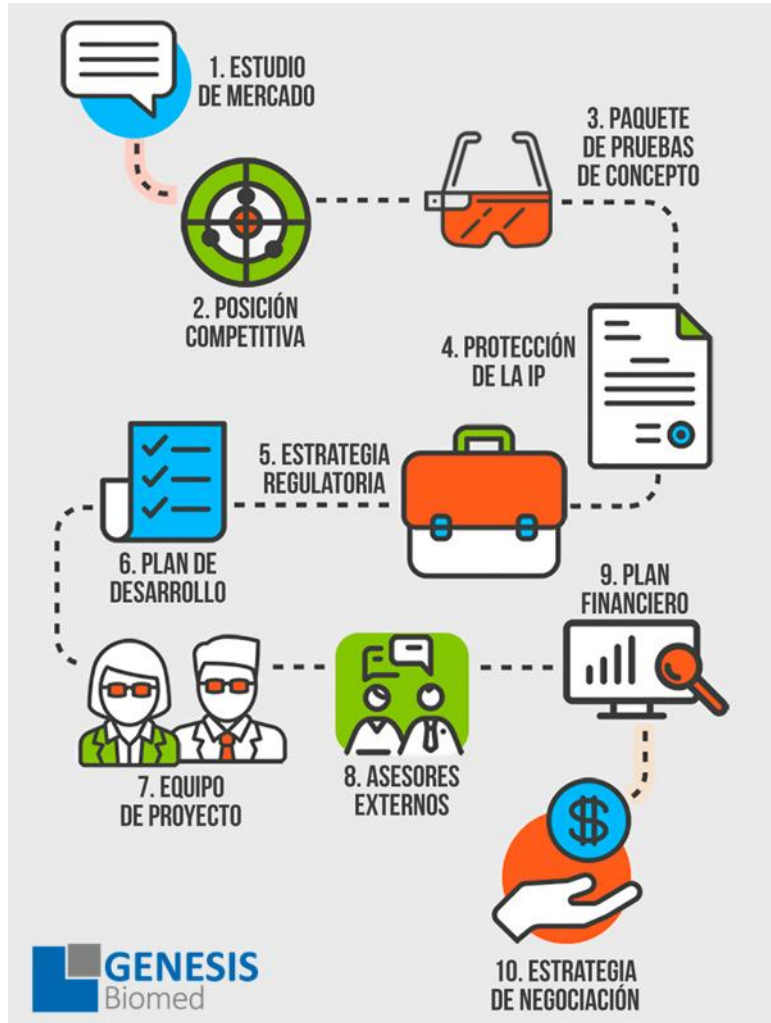 1. ESTUDIO
DE MERCADO
2. POSICIÓN
COMPETITIVA
3. PAQUETE
DE PRUEBAS
DE CONCEPTO
4. PROTECCIÓN
DE LA IP
5. ESTRATEGIA
REGULATORIA
6. PLAN DE
DESARROLLO
7. EQUIPO
DE PROYECTO
8. ASESORES
EXTERNOS
9. PLAN
FINANCIERO
$
10. ESTRATEGIA
DE NEGOCIACIÓN
GENESIS
Biomed